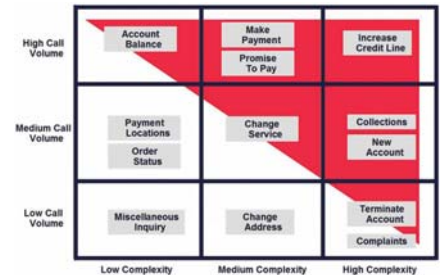 High Call
Volume
Account
Balance
Make
Payment
Promise
To Pay
Increase
Credit Line
Medium Call
Volume
Payment
Locations
Order
Status
Change
Service
Collections
New
Account
Low Call
Volume
Miscellaneous
Inquiry
Change
Address
Terminate
Account
Complaints
Low Complexity
Medium Complexity
High Complexity